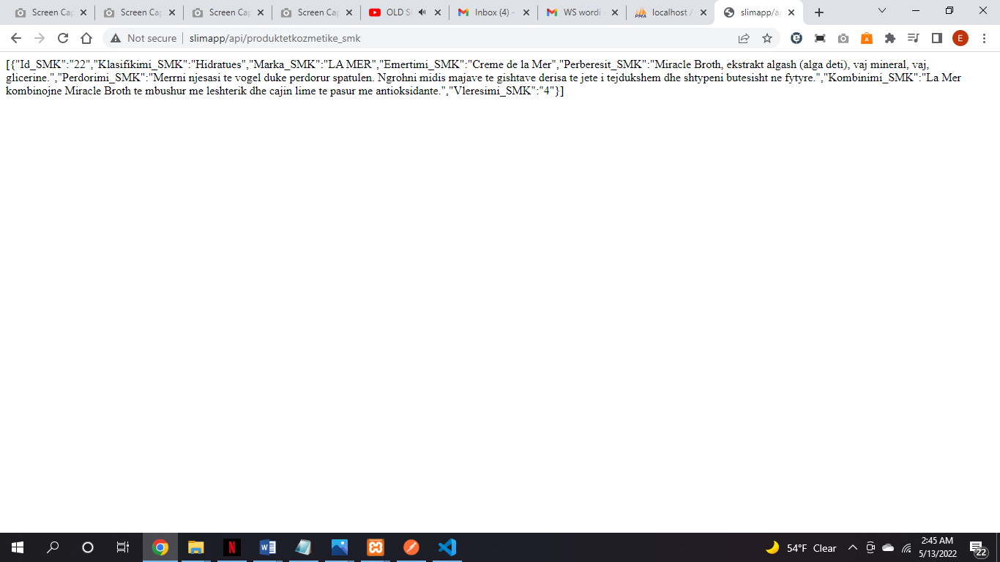 Screen Cap Screen Cap Screen Cap Screen Cap OLD S Inbox (4) - WS wordi - localhost / slimapp/ap
Not secure slimapp/api/produktetkozmetike_smk E
[{"Id_SMK":"22","Klasifikimi_SMK":"Hidratues","Marka_SMK":"LA MER","Emertimi_SMK":"Creme de la Mer","Perberesit_SMK":"Miracle Broth, ekstrakt algash (alga deti), vaj mineral, vaj,
glicerine.","Perdorimi_SMK":"Merrni njesasi te vogel duke perdorur spatulen. Ngrohni midis majave te gishtave derisa te jete i tejdukshem dhe shtypeni butesisht ne fytyre.","Kombinimi_SMK":"La Mer
kombinojne Miracle Broth te mbushur me leshterik dhe cajin lime te pasur me antioksidante.","Vleresimi_SMK":"4"}]
54°F Clear
2:45 AM
5/13/2022
22